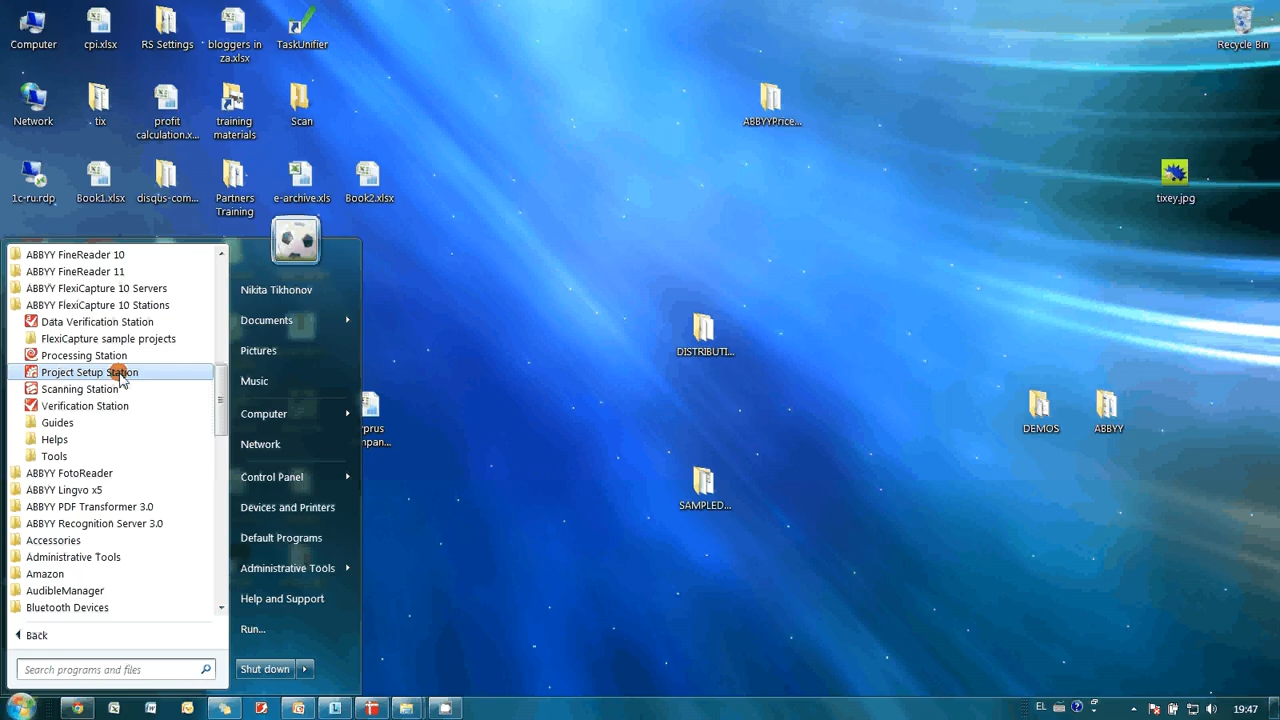 Computer
cpi.xlsx
RS Settings
bloggers in
za.xlsx
TaskUnifier
Recycle Bin
Network
tix
profit
calculation.x...
training
materials
Scan
ABBYYPrice...
1c-ru.rdp
Book1.xlsx
disqus-com...
Partners
Training
e-archive.xls
Book2.xlsx
tixey.jpg
ABBYY FineReader 10
ABBYY FineReader 11
ABBYY FlexiCapture 10 Servers
ABBYY FlexiCapture 10 Stations
Data Verification Station
FlexiCapture sample projects
Processing Station
Project Setup Station
Scanning Station
Verification Station
Guides
Helps
Tools
ABBYY FotoReader
ABBYY Lingvo x5
ABBYY PDF Transformer 3.0
ABBYY Recognition Server 3.0
Accessories
Administrative Tools
Amazon
AudibleManager
Bluetooth Devices
Back
Search programs and files
Nikita Tikhonov
Documents
Pictures
Music
Computer
Network
Control Panel
Devices and Printers
Default Programs
Administrative Tools
Help and Support
Run...
Shut down
prus
mpan...
DISTRIBUTI...
SAMPLED...
DEMOS
ABBYY
EL
19:47